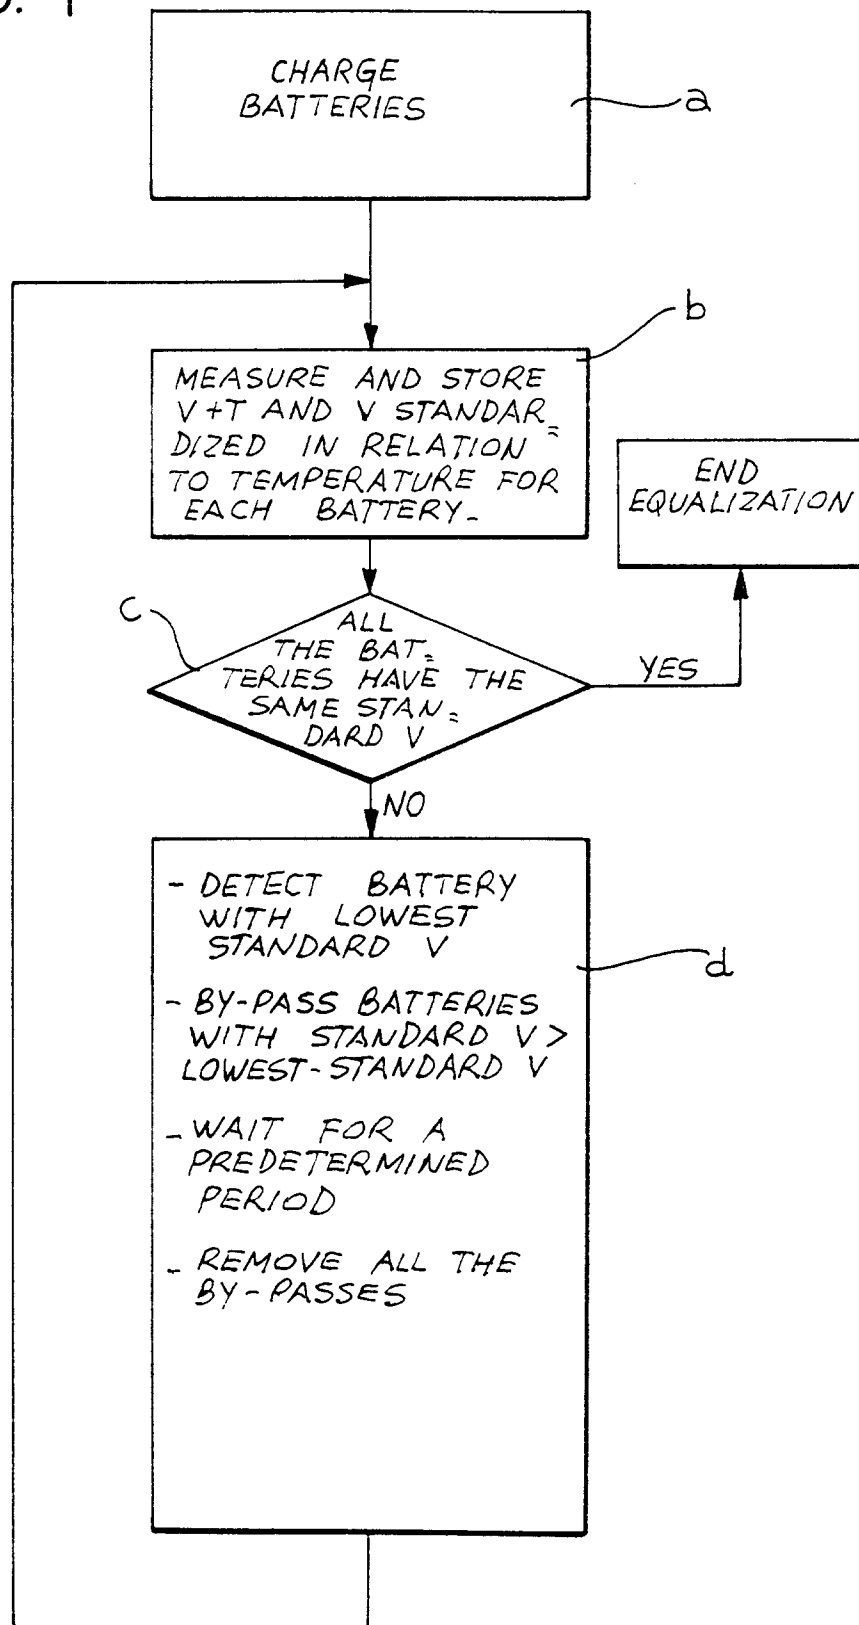 CHARGE
BATTERIES
a
b
MEASURE AND STORE
V+T AND V STANDAR=
DIZED IN RELATION
TO TEMPERATURE FOR
EACH BATTERY-
END
EQUALIZATION
c
ALL
THE BAT=
TERIES HAVE THE
SAME STAN=
DARD V
YES
NO
- DETECT BATTERY
WITH LOWEST
STANDARD V
d
- BY-PASS BATTERIES
WITH STANDARD V >
LOWEST-STANDARD V
- WAIT FOR A
PREDETERMINED
PERIOD
- REMOVE ALL THE
BY-PASSES